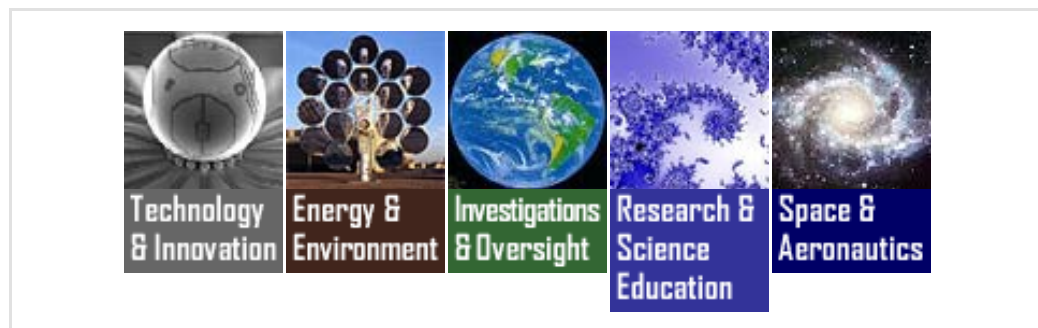 Technology
& Innovation
Energy &
Environment
Investigations
& Oversight
Research &
Science
Education
Space &
Aeronautics